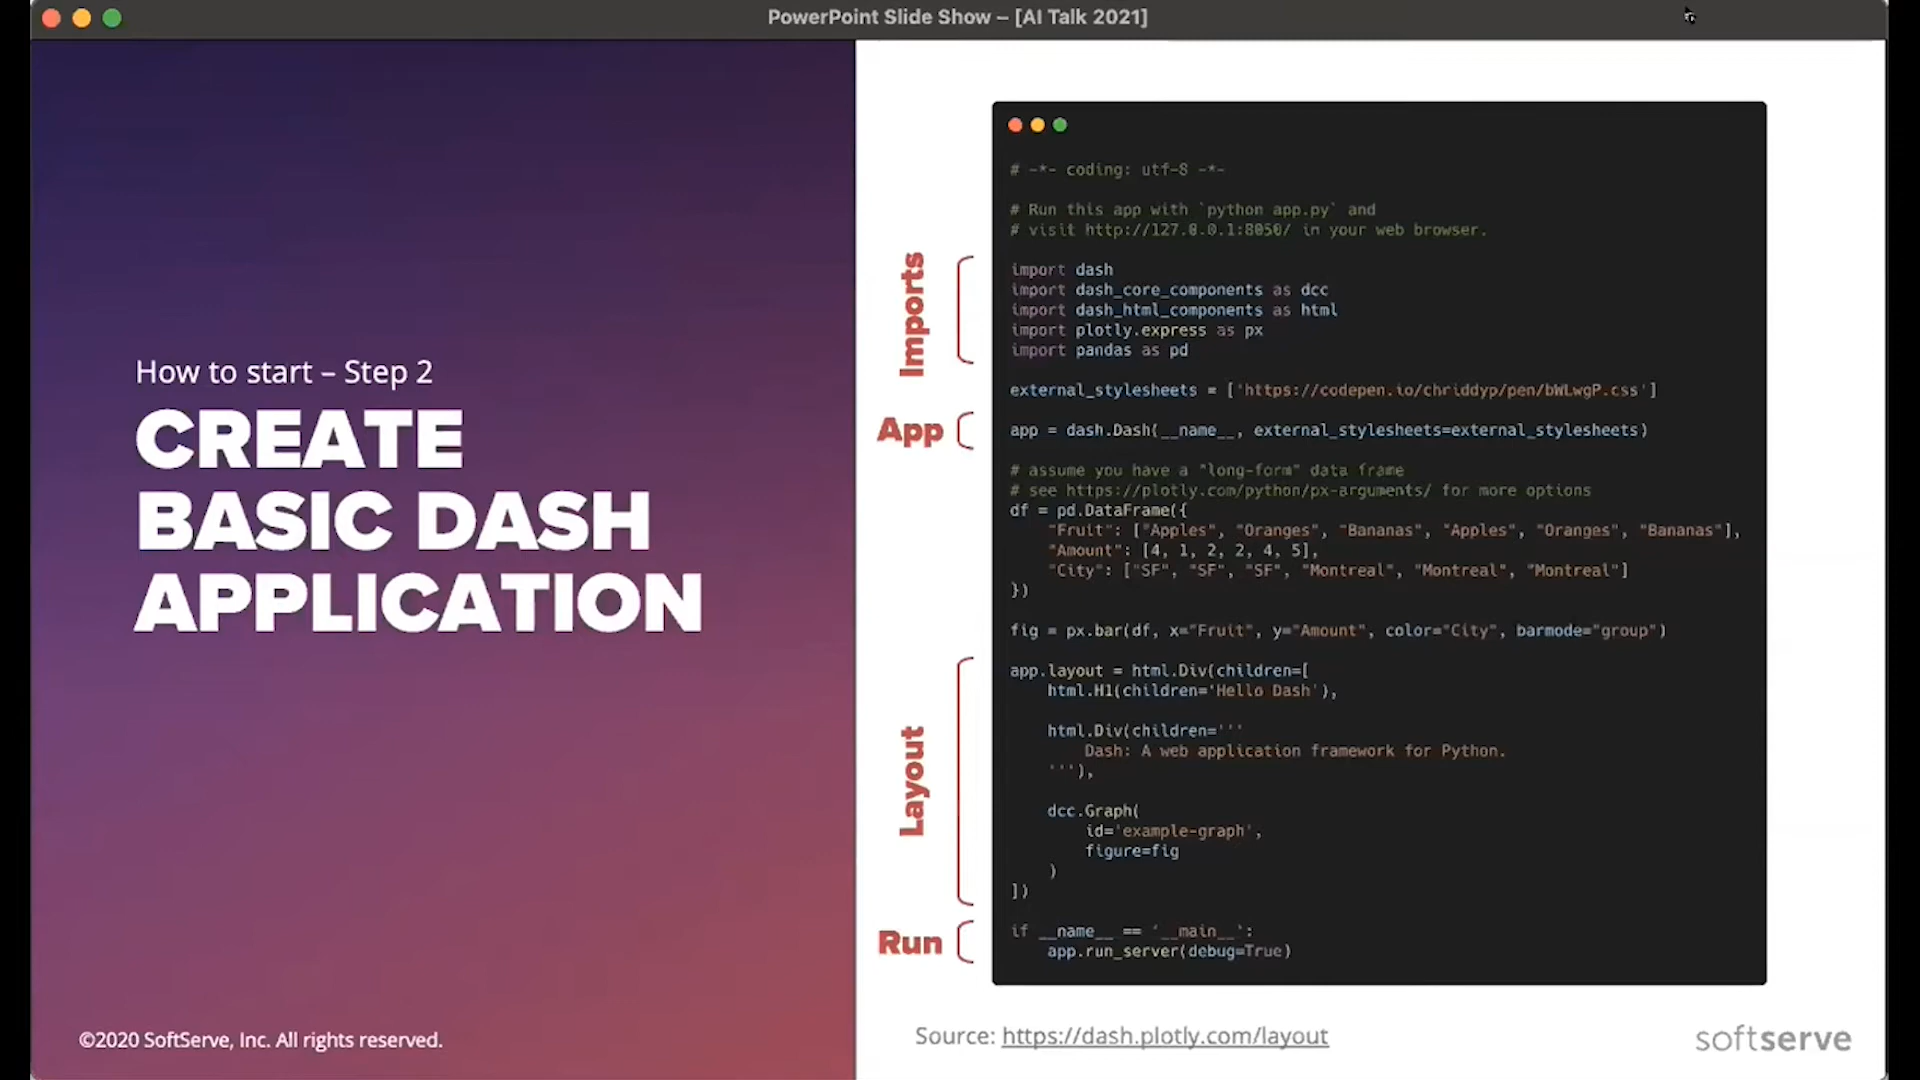 PowerPoint Slide Show – [AI Talk 2021]
How to start – Step 2
CREATE
BASIC DASH
APPLICATION
©2020 SoftServe, Inc. All rights reserved.
Imports
App
Layout
Run
# -*- coding: utf-8 -*-
# Run this app with `python app.py` and
# visit http://127.0.0.1:8050/ in your web browser.
import dash
import dash_core_components as dcc
import dash_html_components as html
import plotly.express as px
import pandas as pd
external_stylesheets = ['https://codepen.io/chriddyp/pen/bWLwgP.css']
app = dash.Dash(__name__, external_stylesheets=external_stylesheets)
# assume you have a "long-form" data frame
# see https://plotly.com/python/px-arguments/ for more options
df = pd.DataFrame({
    "Fruit": ["Apples", "Oranges", "Bananas", "Apples", "Oranges", "Bananas"],
    "Amount": [4, 1, 2, 2, 4, 5],
    "City": ["SF", "SF", "SF", "Montreal", "Montreal", "Montreal"]
})
fig = px.bar(df, x="Fruit", y="Amount", color="City", barmode="group")
app.layout = html.Div(children=[
    html.H1(children='Hello Dash'),
    html.Div(children='''
        Dash: A web application framework for Python.
    '''),
    dcc.Graph(
        id='example-graph',
        figure=fig
    )
])
if __name__ == '__main__':
    app.run_server(debug=True)
Source: https://dash.plotly.com/layout
softserve